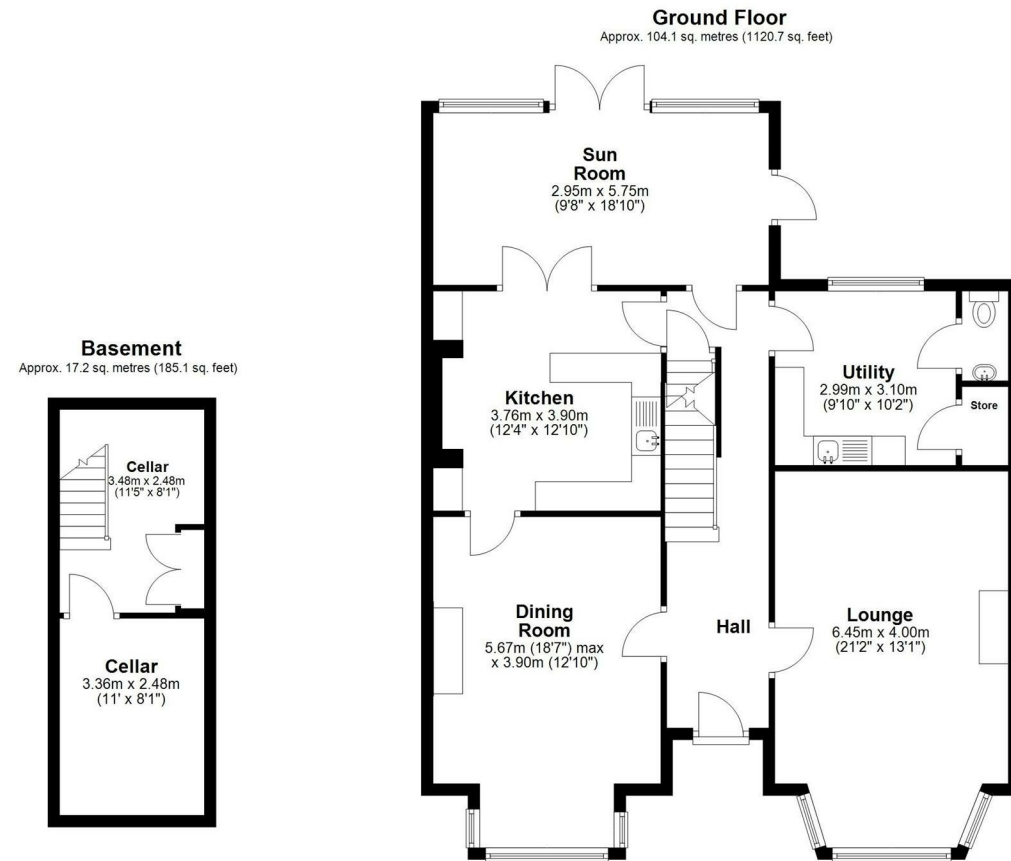 Ground Floor
Approx. 104.1 sq. metres (1120.7 sq. feet)
Sun
Room
2.95m x 5.75m
(9'8" x 18'10")
Basement
Approx. 17.2 sq. metres (185.1 sq. feet)
Kitchen
3.76m x 3.90m
(12'4" x 12'10")
Utility
2.99m x 3.10m
(9'10" x 10'2")
Store
Cellar
3.48m x 2.48m
(11'5" x 8'1")
Cellar
3.36m x 2.48m
(11' x 8'1")
Dining
Room
5.67m (18'7") max
x 3.90m (12'10")
Hall
Lounge
6.45m x 4.00m
(21'2" x 13'1")